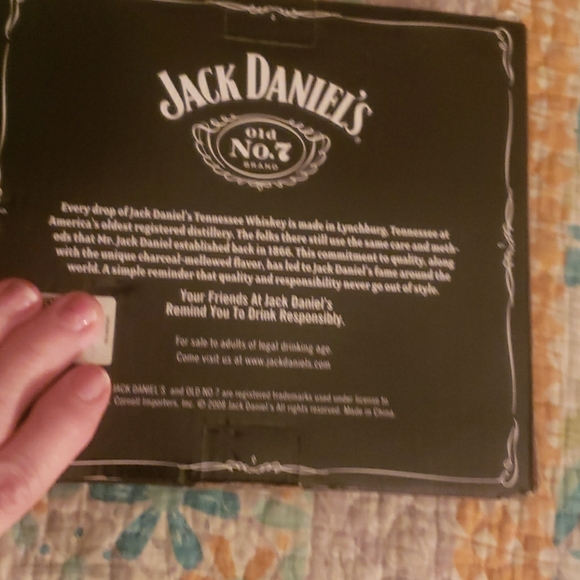 JACK DANIEL'S
Old
No.7
BRAND
Every drop of Jack Daniel's Tennessee Whiskey is made in Lynchburg, Tennessee at
America's oldest registered distillery. The folks there still use the same care and meth-
ods that Mr. Jack Daniel established back in 1866. This commitment to quality, along
with the unique charcoal-mellowed flavor, has led to Jack Daniel's fame around the
world. A simple reminder that quality and responsibility never go out of style.
Your Friends At Jack Daniel's
Remind You To Drink Responsibly.
For sale to adults of legal drinking age.
Come visit us at www.jackdaniels.com
JACK DANIEL'S and OLD NO.7 are registered trademarks used under license to
Cornell Importers, Inc. © 2008 Jack Daniel's All rights reserved. Made in China.